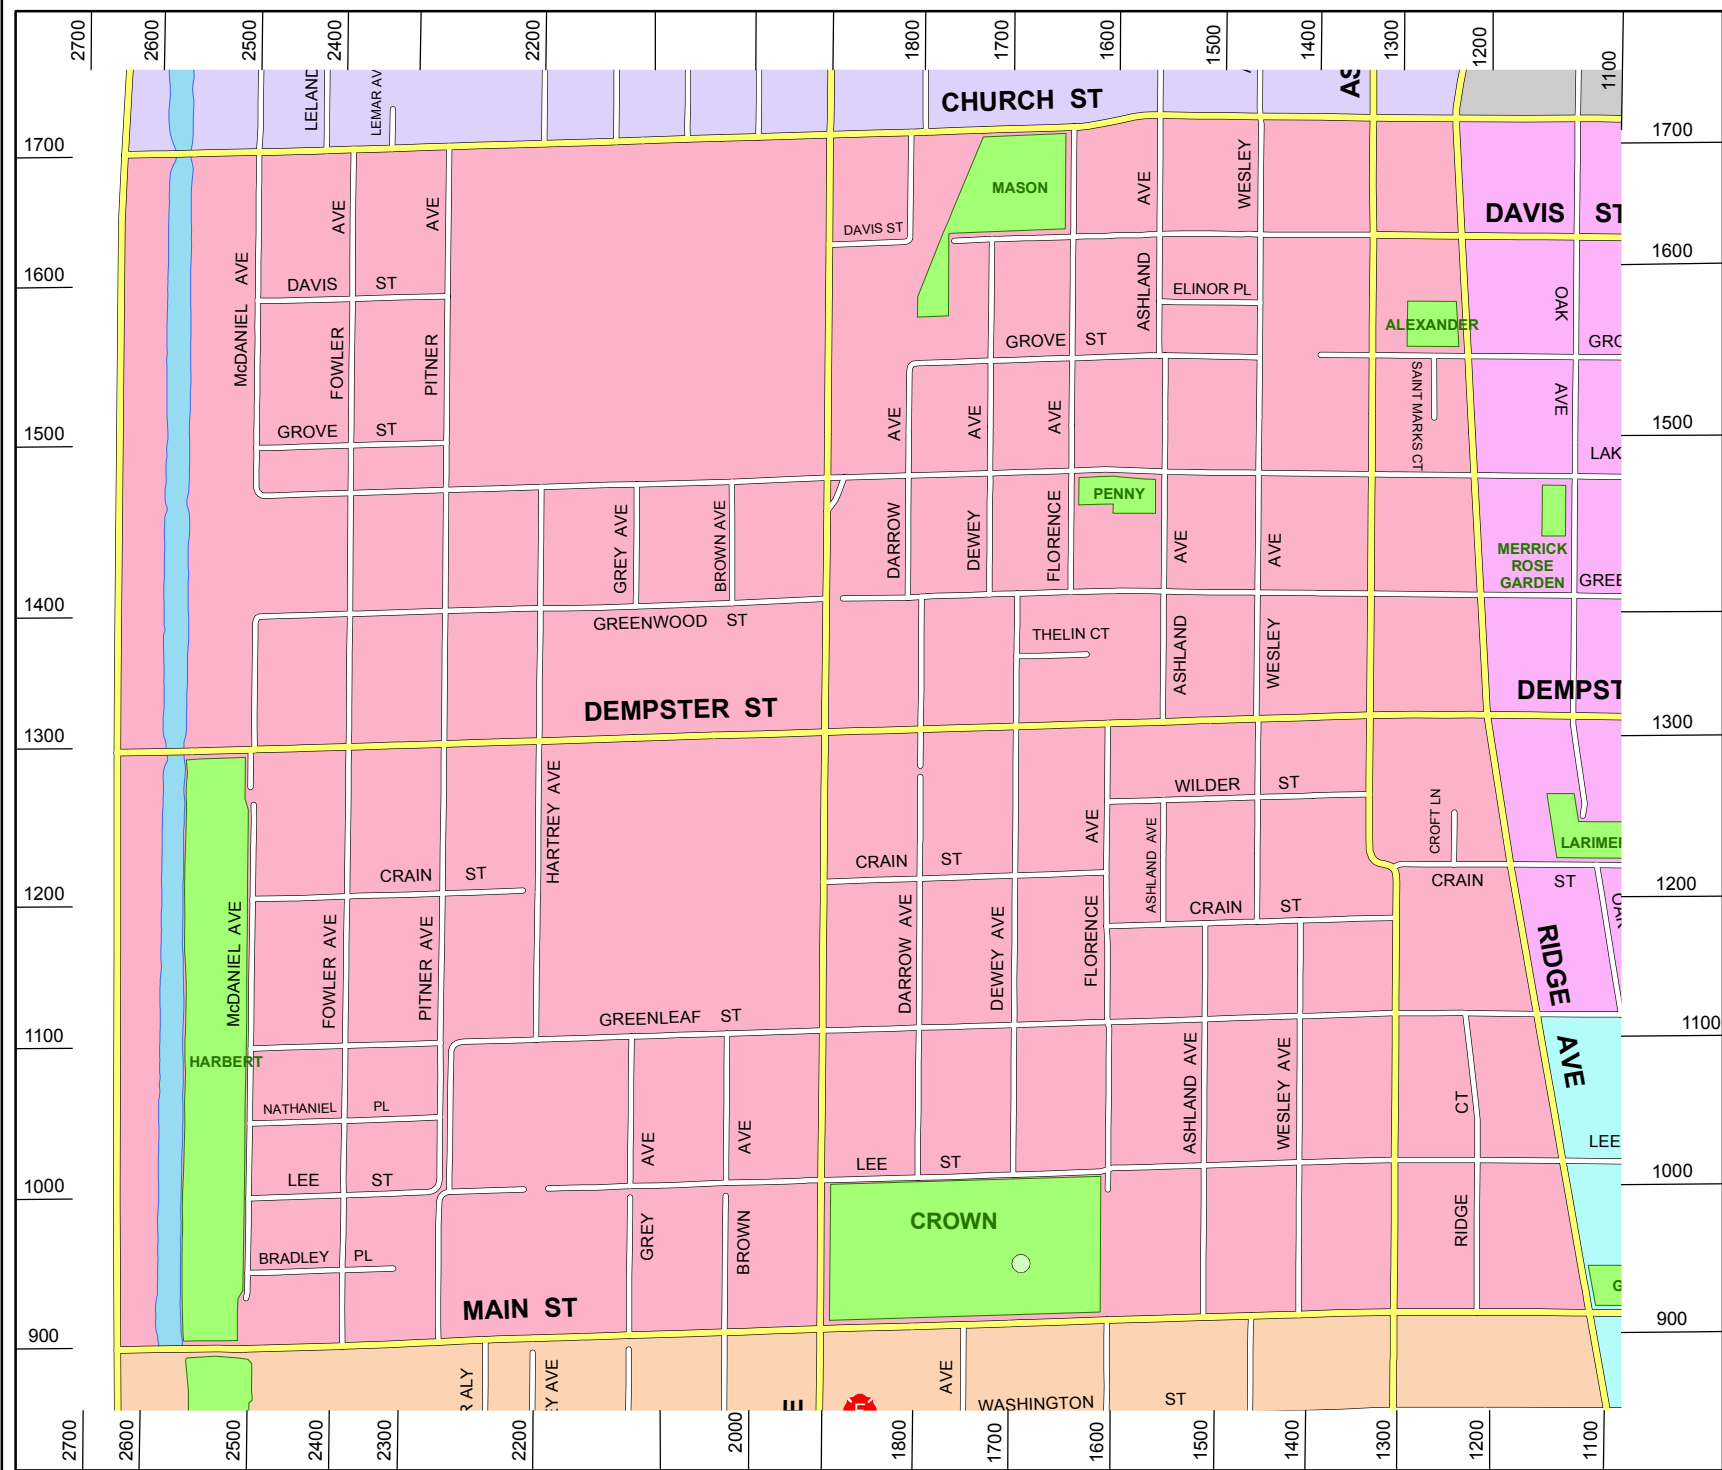 2700
2600
2500
2400
2200
1800
1700
1600
1500
1400
1300
1200
1100
LELAND
LEMAR AV
CHURCH ST
AS
1700
1700
MASON
AVE
WESLEY
AVE
AVE
DAVIS ST
DAVIS ST
McDANIEL AVE
1600
1600
DAVIS ST
ASHLAND
ELINOR PL
OAK
ALEXANDER
FOWLER
PITNER
GROVE ST
GRO
SAINT MARKS CT
AVE
AVE
AVE
AVE
1500
1500
GROVE ST
LAK
PENNY
GREY AVE
BROWN AVE
DARROW
DEWEY
FLORENCE
AVE
AVE
MERRICK
ROSE
GARDEN
GREE
1400
GREENWOOD ST
THELIN CT
ASHLAND
WESLEY
DEMPSTER ST
DEMPST
1300
1300
HARTREY AVE
WILDER ST
AVE
ASHLAND AVE
CROFT LN
LARIMER
CRAIN ST
CRAIN ST
CRAIN ST
1200
1200
CRAIN ST
McDANIEL AVE
FOWLER AVE
PITNER AVE
DARROW AVE
DEWEY AVE
FLORENCE
RIDGE AVE
GREENLEAF ST
1100
1100
HARBERT
ASHLAND AVE
WESLEY AVE
NATHANIEL PL
AVE
AVE
CT
LEE
LEE ST
LEE ST
1000
1000
GREY
BROWN
CROWN
RIDGE
BRADLEY PL
G
MAIN ST
900
900
R ALY
EY AVE
E
F
AVE
WASHINGTON ST
2700
2600
2500
2400
2300
2200
2000
1800
1700
1600
1500
1400
1300
1200
1100